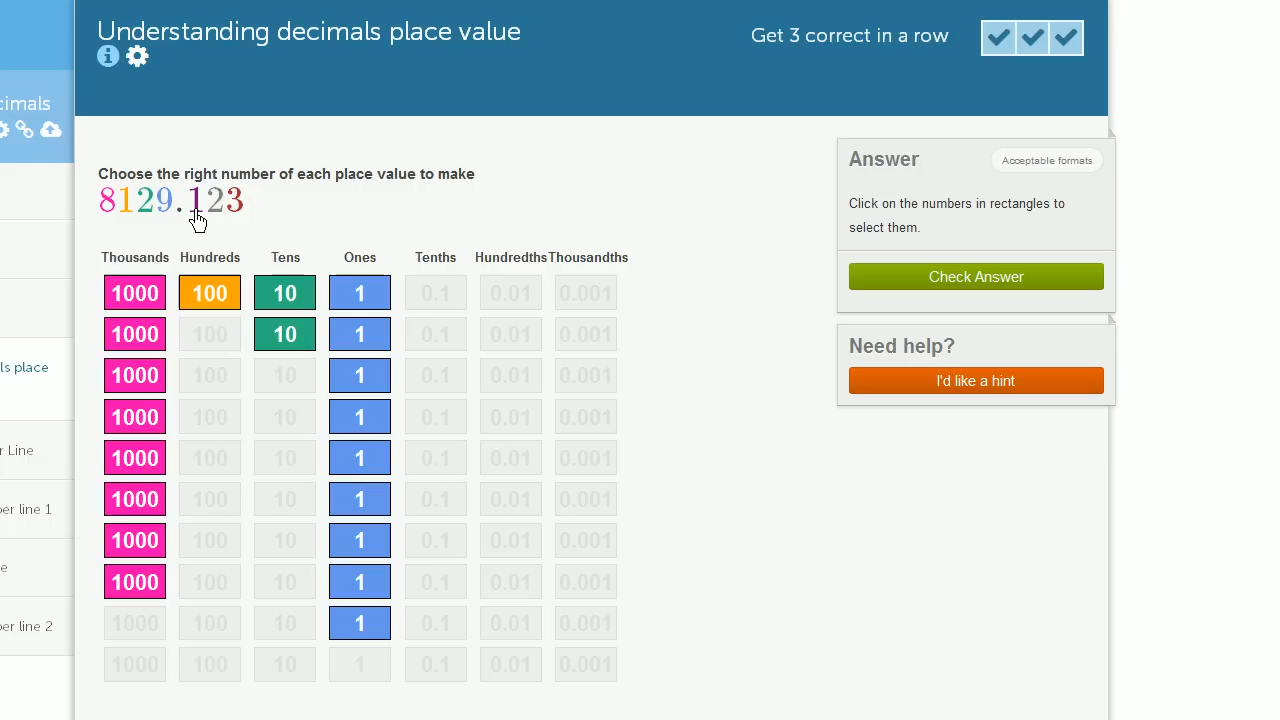 Understanding decimals place value
Get 3 correct in a row
cimals
ls place
r Line
er line 1
e
er line 2
Choose the right number of each place value to make
8129.123
Thousands Hundreds Tens Ones Tenths Hundredths Thousandths
1000 100 10 1 0.1 0.01 0.001
1000 100 10 1 0.1 0.01 0.001
1000 100 10 1 0.1 0.01 0.001
1000 100 10 1 0.1 0.01 0.001
1000 100 10 1 0.1 0.01 0.001
1000 100 10 1 0.1 0.01 0.001
1000 100 10 1 0.1 0.01 0.001
1000 100 10 1 0.1 0.01 0.001
1000 100 10 1 0.1 0.01 0.001
1000 100 10 1 0.1 0.01 0.001
Answer
Acceptable formats
Click on the numbers in rectangles to
select them.
Check Answer
Need help?
I'd like a hint